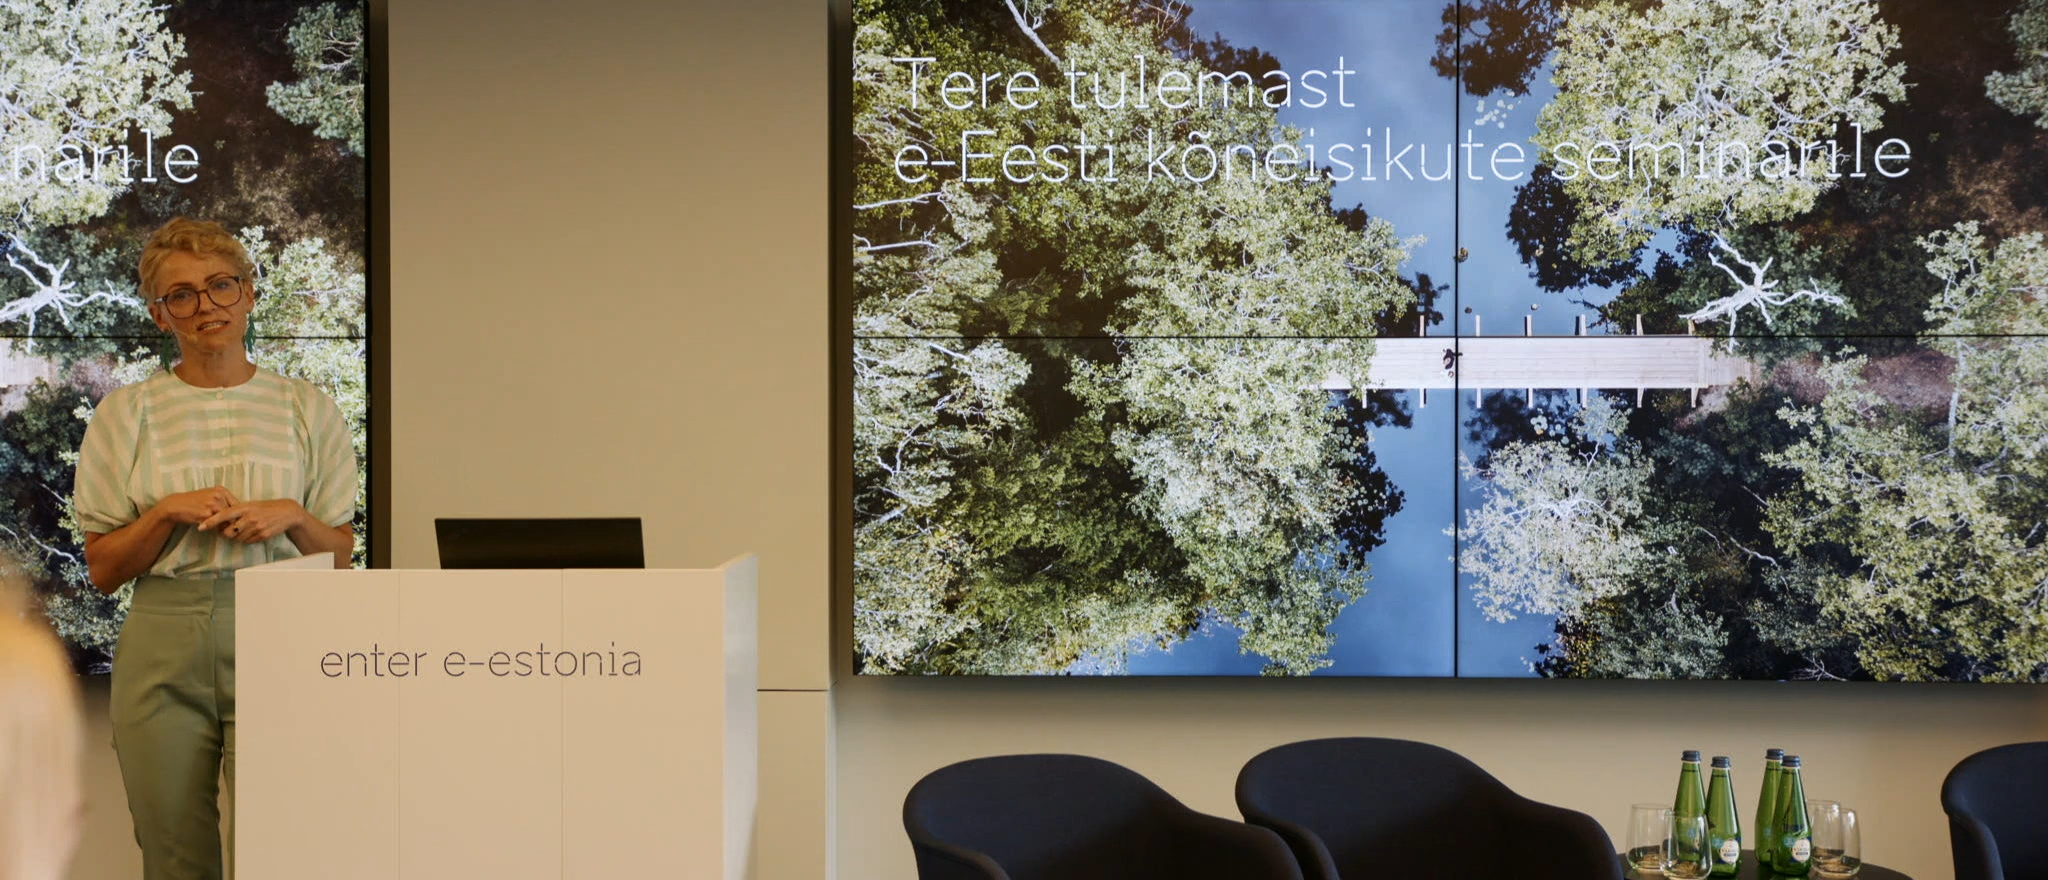 narile
Tere tulemast
e-Eesti kõneisikute seminarile
enter e-estonia